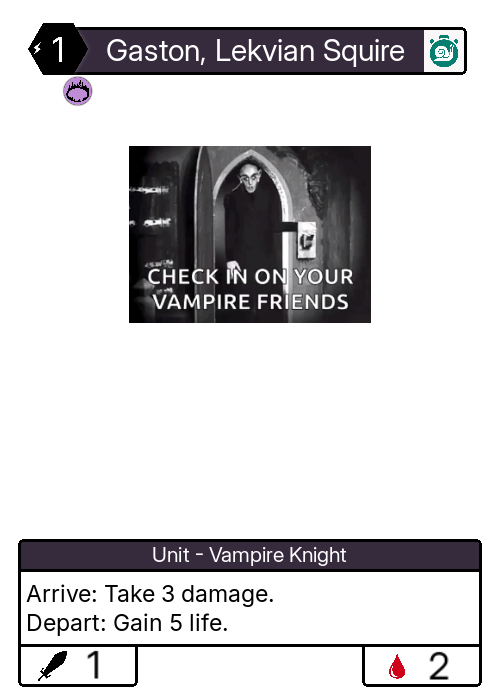 1 Gaston, Lekvian Squire
CHECK IN ON YOUR
VAMPIRE FRIENDS
Unit - Vampire Knight
Arrive: Take 3 damage.
Depart: Gain 5 life.
1 2